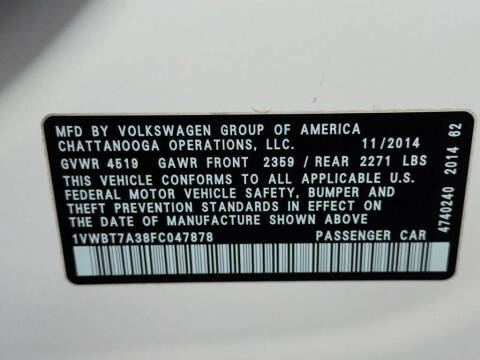 MFD BY VOLKSWAGEN GROUP OF AMERICA
CHATTANOOGA OPERATIONS, LLC. 11/2014
GVWR 4519 GAWR FRONT 2359 / REAR 2271 LBS
THIS VEHICLE CONFORMS TO ALL APPLICABLE U.S.
FEDERAL MOTOR VEHICLE SAFETY, BUMPER AND
THEFT PREVENTION STANDARDS IN EFFECT ON
THE DATE OF MANUFACTURE SHOWN ABOVE
1VWBT7A38FC047878 PASSENGER CAR
4740240 2014 62